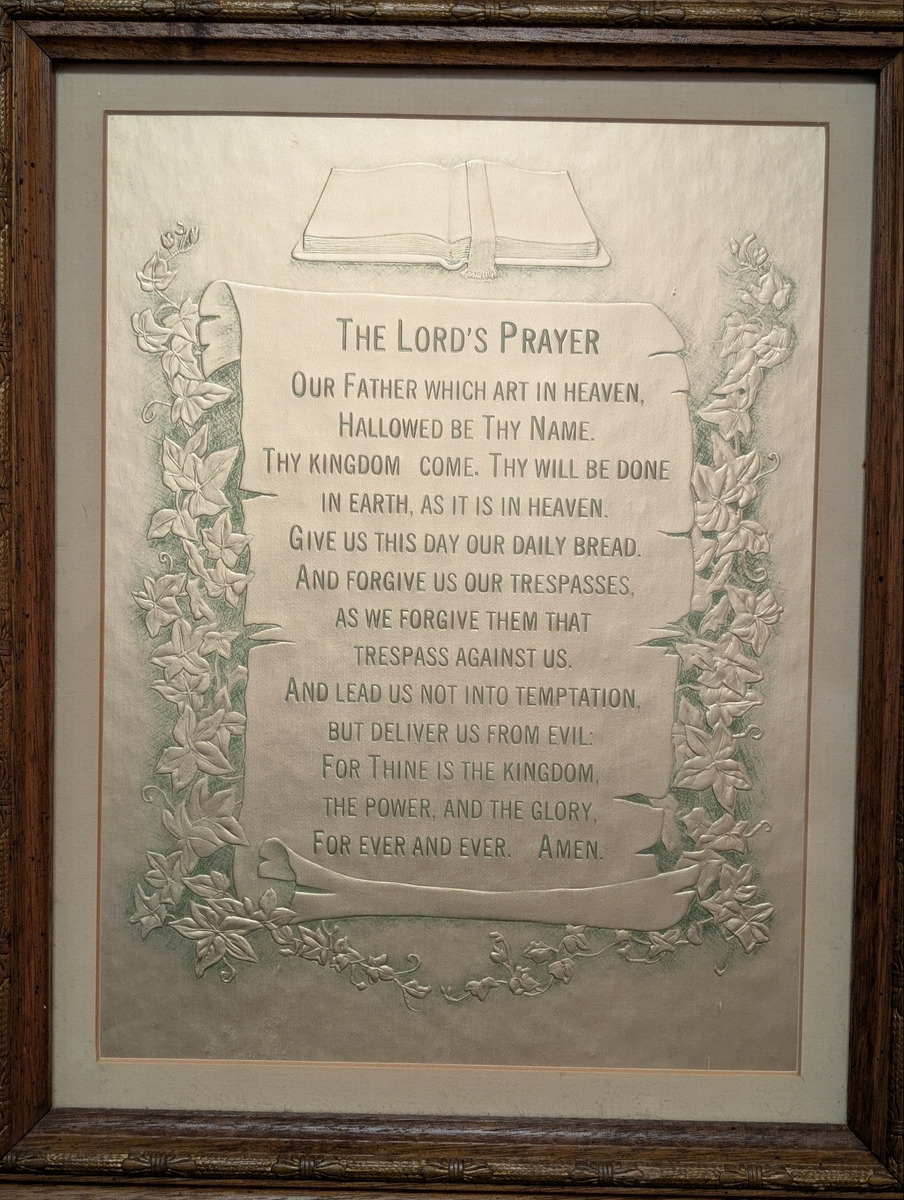 The Lord's Prayer
Our Father which art in heaven,
Hallowed be Thy Name.
Thy kingdom come. Thy will be done
in earth, as it is in heaven.
Give us this day our daily bread.
And forgive us our trespasses,
as we forgive them that
trespass against us.
And lead us not into temptation,
but deliver us from evil:
For Thine is the kingdom,
the power, and the glory,
For ever and ever. Amen.